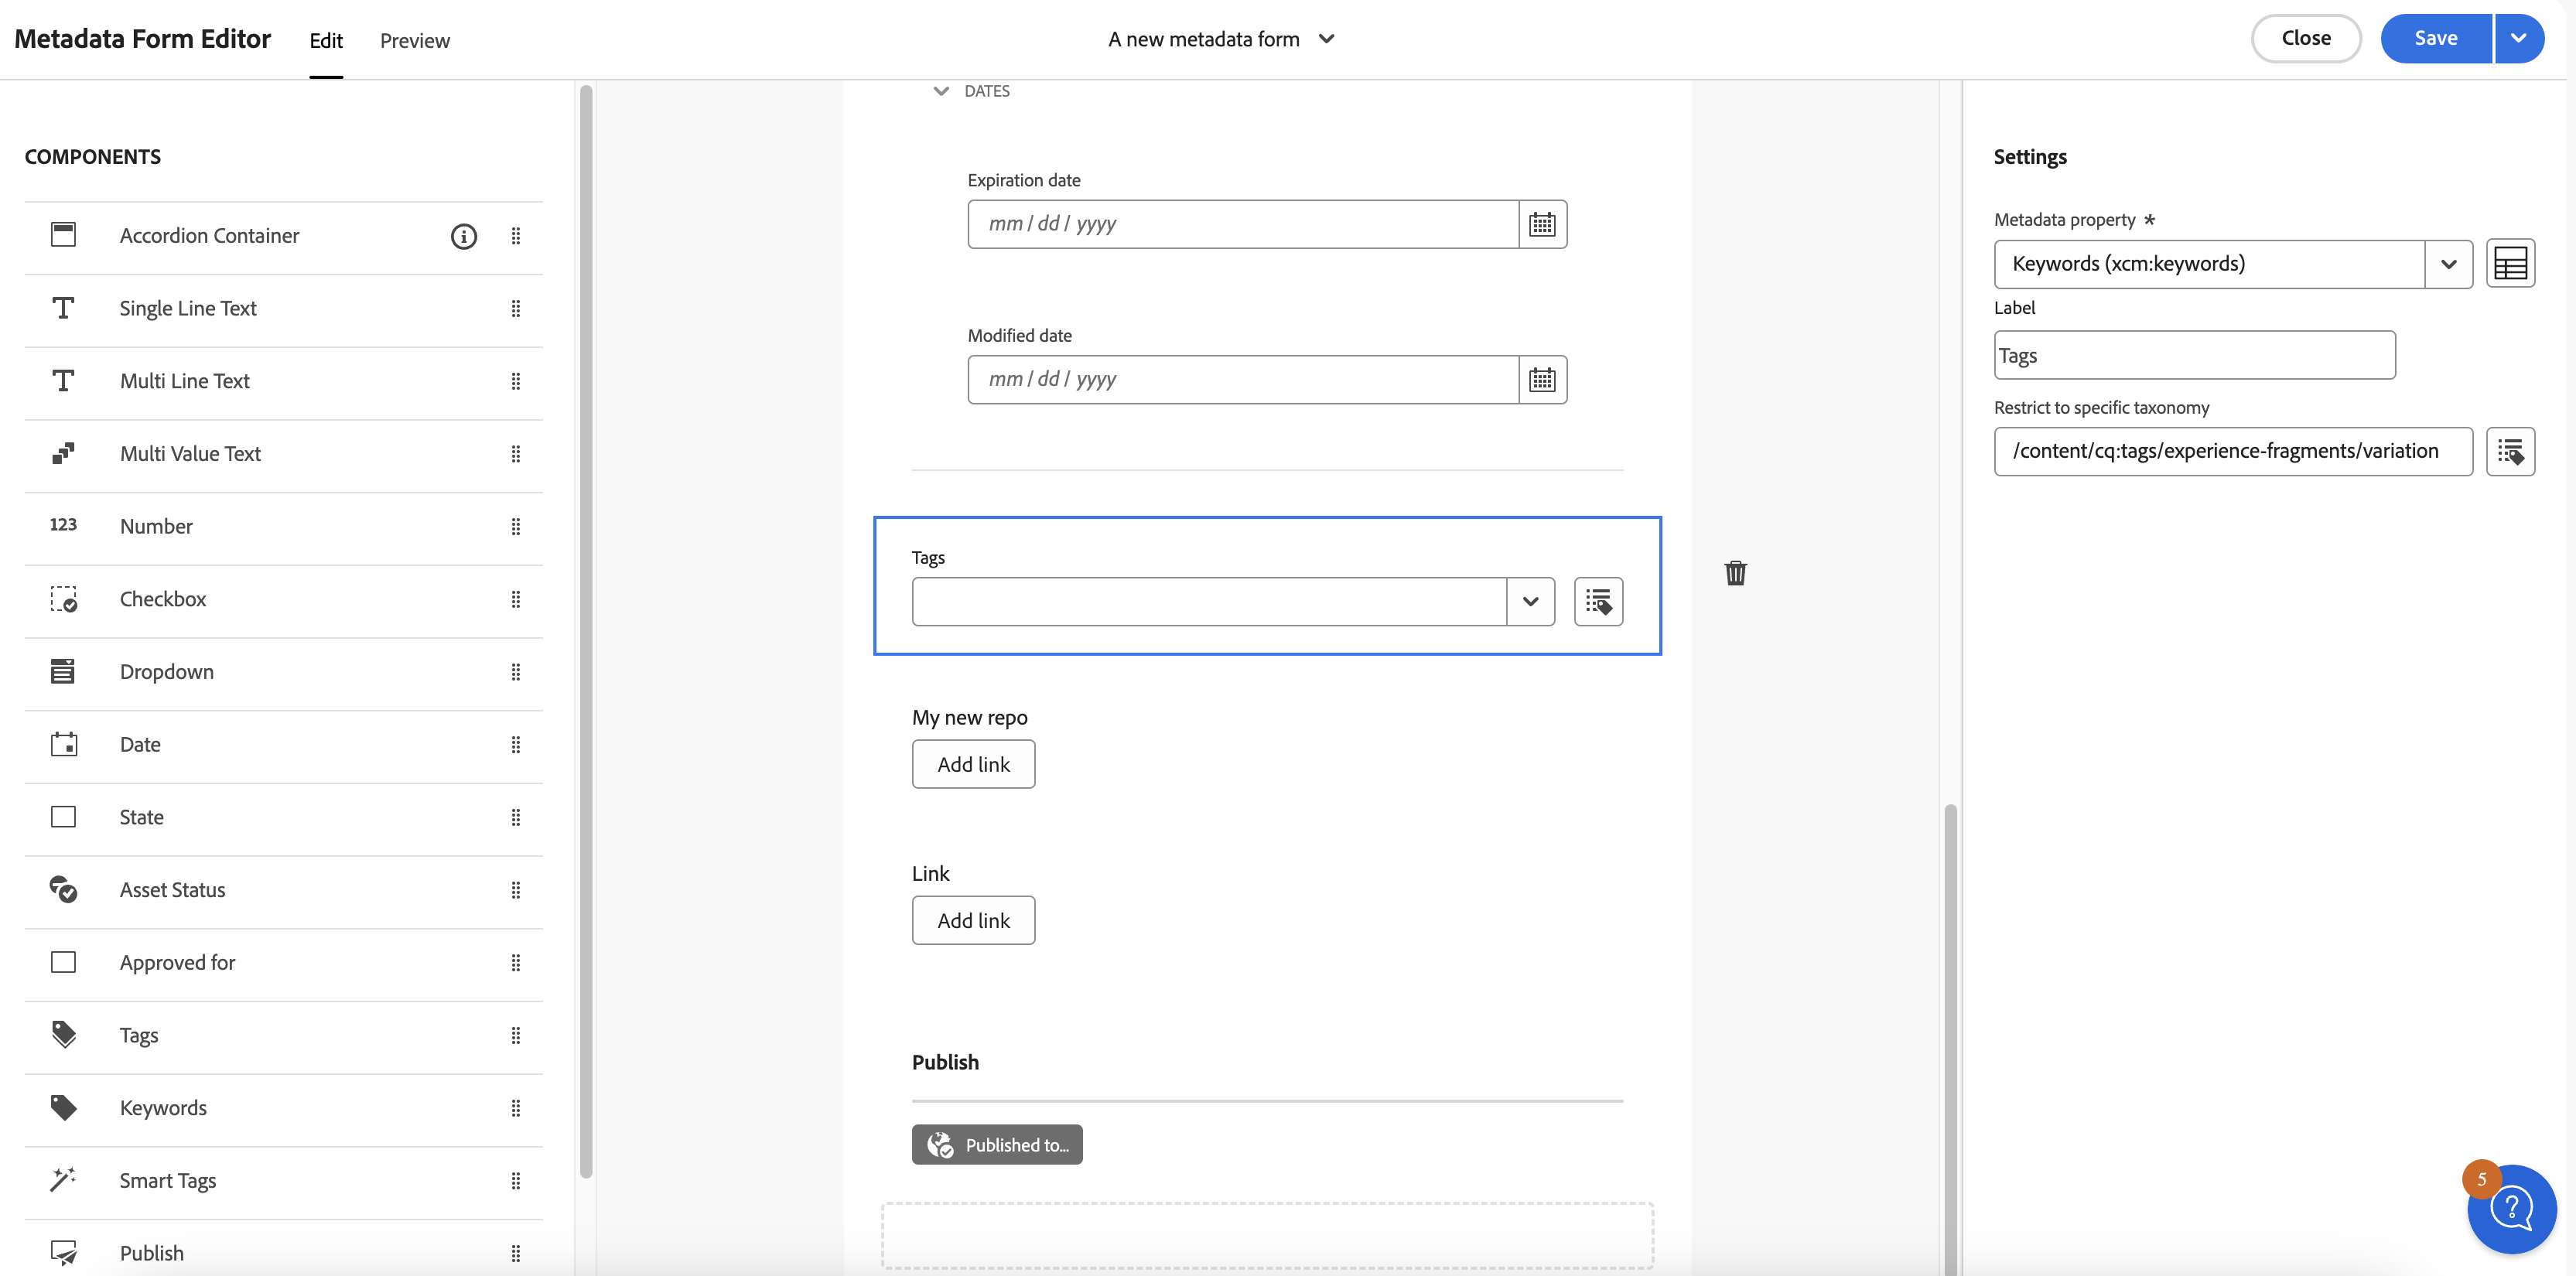 Metadata Form Editor
Edit
Preview
A new metadata form
Close
Save
COMPONENTS
Accordion Container
Single Line Text
Multi Line Text
Multi Value Text
123
Number
Checkbox
Dropdown
Date
State
Asset Status
Approved for
Tags
Keywords
Smart Tags
Publish
DATES
Expiration date
mm / dd / yyyy
Modified date
mm / dd / yyyy
Tags
My new repo
Add link
Link
Add link
Publish
Published to...
Settings
Metadata property *
Keywords (xcm:keywords)
Label
Tags
Restrict to specific taxonomy
/content/cq:tags/experience-fragments/variation
5